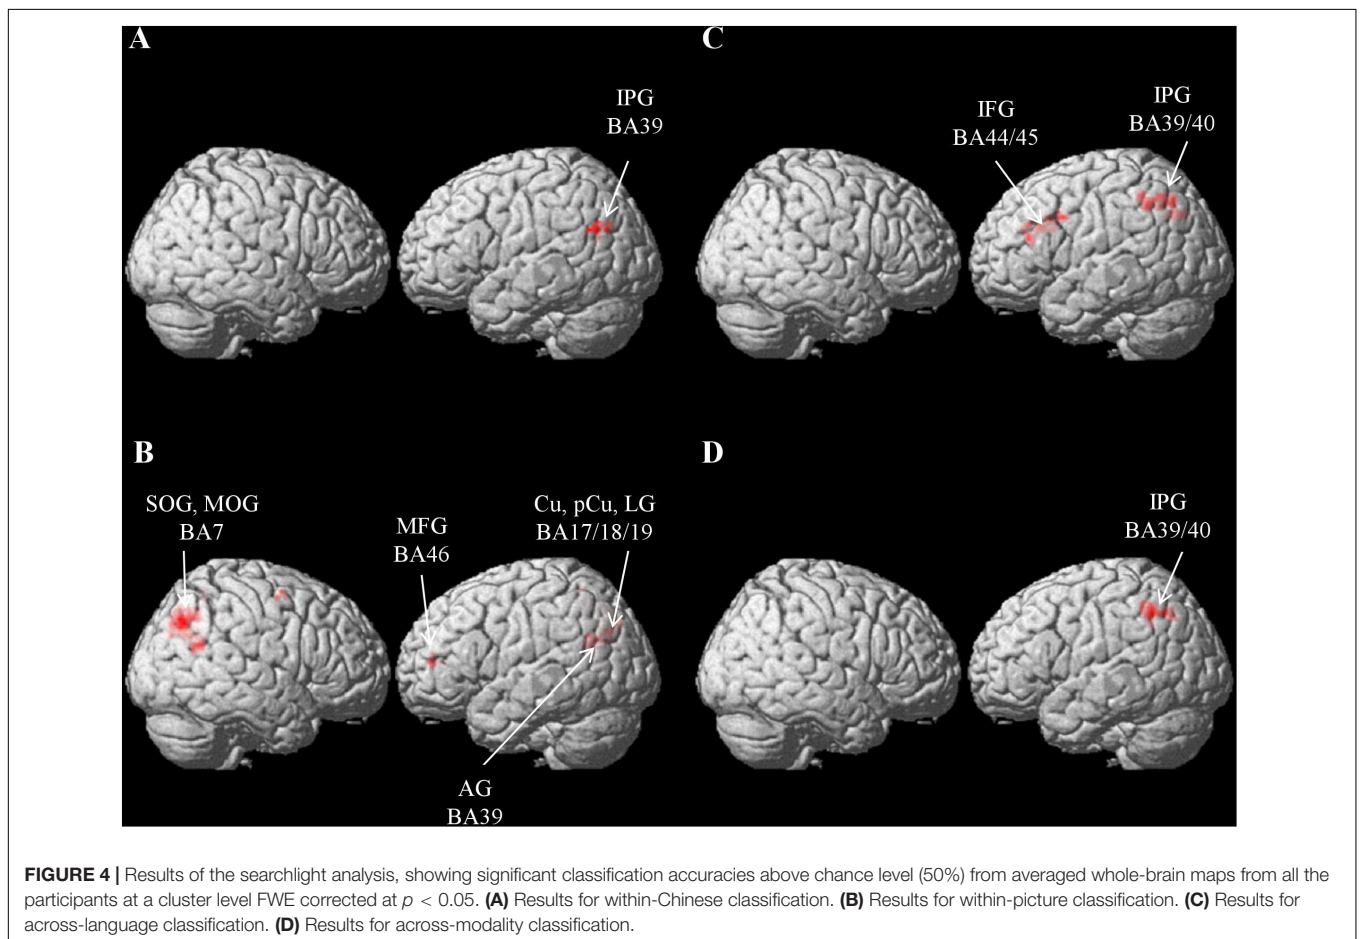 A
IPG
BA39
C
IFG
BA44/45
IPG
BA39/40
B
SOG, MOG
BA7
MFG
BA46
Cu, pCu, LG
BA17/18/19
AG
BA39
D
IPG
BA39/40
FIGURE 4 | Results of the searchlight analysis, showing significant classification accuracies above chance level (50%) from averaged whole-brain maps from all the
participants at a cluster level FWE corrected at p < 0.05. (A) Results for within-Chinese classification. (B) Results for within-picture classification. (C) Results for
across-language classification. (D) Results for across-modality classification.